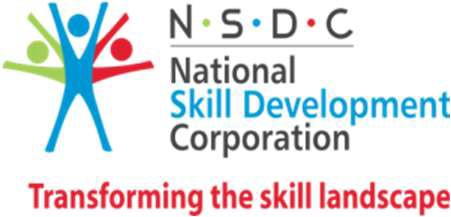 N·S·D·C
National
Skill Development
Corporation
Transforming the skill landscape